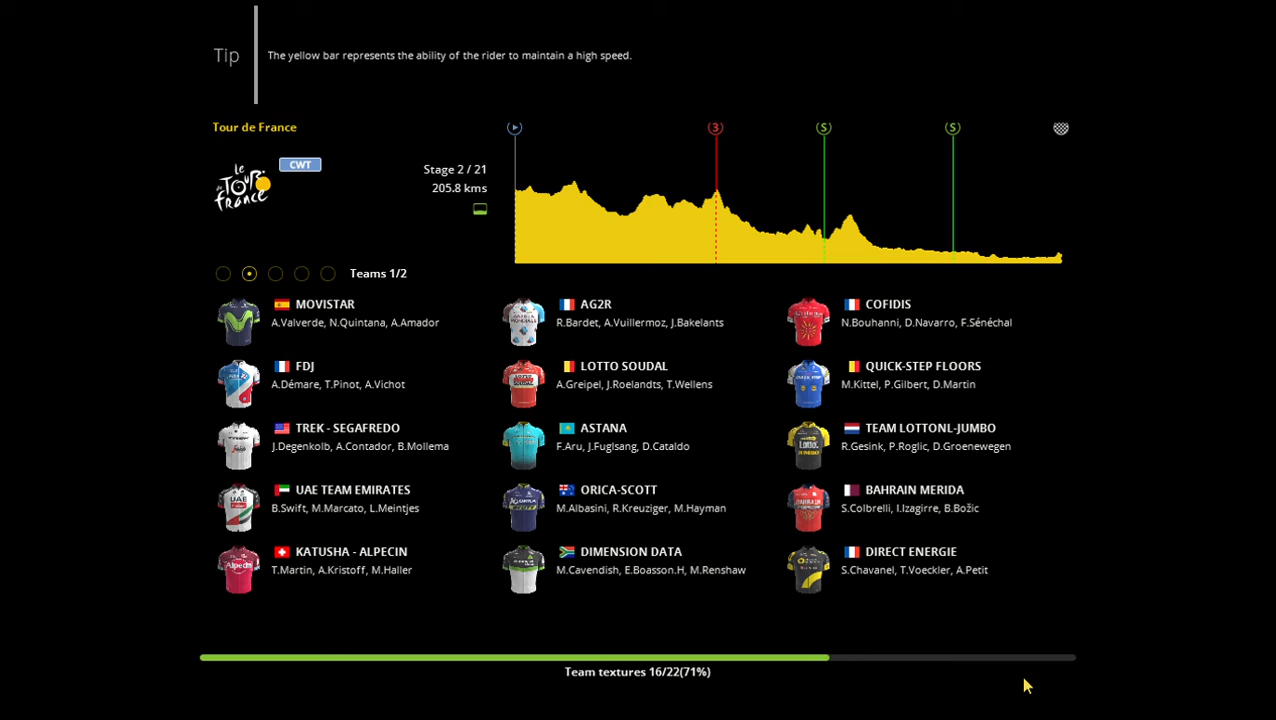 Tip
The yellow bar represents the ability of the rider to maintain a high speed.
Tour de France
le TOUR de france
CWT
Stage 2 / 21
205.8 kms
3
S
S
Teams 1/2
MOVISTAR
A.Valverde, N.Quintana, A.Amador
AG2R
R.Bardet, A.Vuillermoz, J.Bakelants
COFIDIS
N.Bouhanni, D.Navarro, F.Sénéchal
FDJ
A.Démare, T.Pinot, A.Vichot
LOTTO SOUDAL
A.Greipel, J.Roelandts, T.Wellens
QUICK-STEP FLOORS
M.Kittel, P.Gilbert, D.Martin
TREK - SEGAFREDO
J.Degenkolb, A.Contador, B.Mollema
ASTANA
F.Aru, J.Fuglsang, D.Cataldo
TEAM LOTTONL-JUMBO
R.Gesink, P.Roglic, D.Groenewegen
UAE TEAM EMIRATES
B.Swift, M.Marcato, L.Meintjes
ORICA-SCOTT
M.Albasini, R.Kreuziger, M.Hayman
BAHRAIN MERIDA
S.Colbrelli, I.Izagirre, B.Božic
KATUSHA - ALPECIN
T.Martin, A.Kristoff, M.Haller
DIMENSION DATA
M.Cavendish, E.Boasson.H, M.Renshaw
DIRECT ENERGIE
S.Chavanel, T.Voeckler, A.Petit
Team textures 16/22(71%)